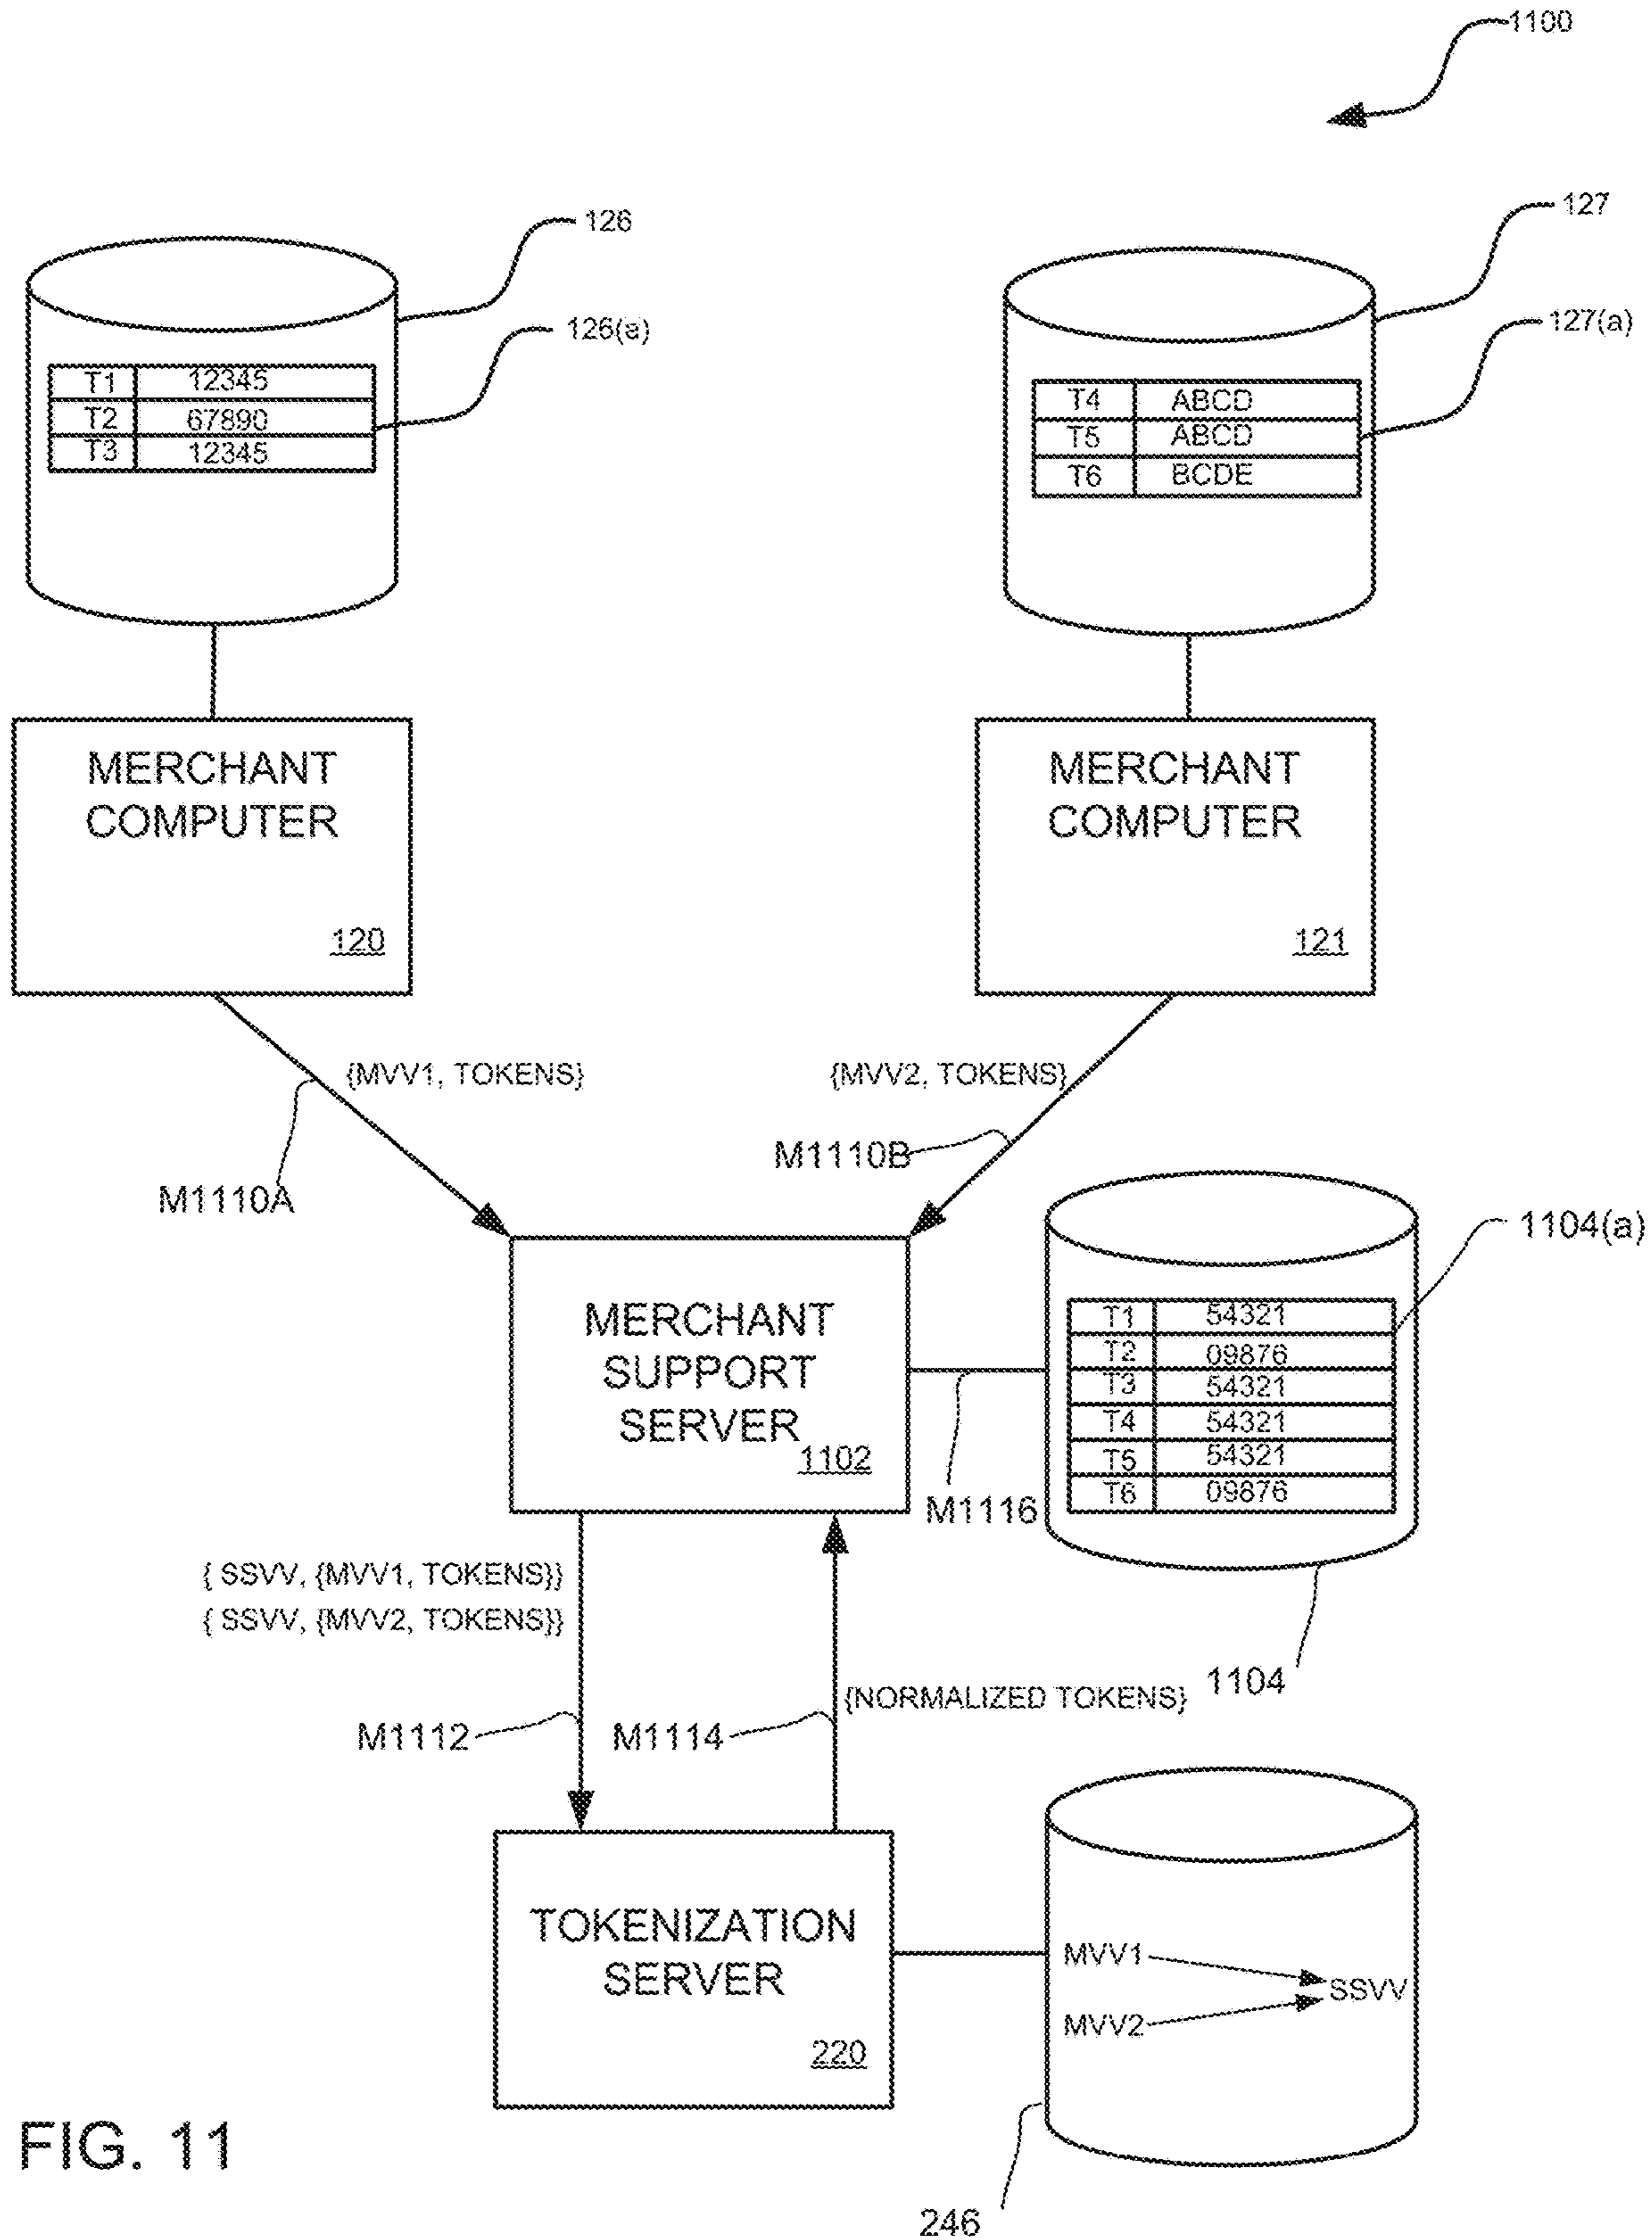 1100
126
127
126(a)
127(a)
T1 12345
T2 67890
T3 12345
T4 ABCD
T5 ABCD
T6 BCDE
MERCHANT
COMPUTER
120
MERCHANT
COMPUTER
121
{MVV1, TOKENS}
{MVV2, TOKENS}
M1110A
M1110B
1104(a)
MERCHANT
SUPPORT
SERVER
1102
T1 54321
T2 09876
T3 54321
T4 54321
T5 54321
T6 09876
M1116
{ SSVV, {MVV1, TOKENS}}
{ SSVV, {MVV2, TOKENS}}
1104
{NORMALIZED TOKENS}
M1112
M1114
TOKENIZATION
SERVER
220
MVV1
SSVV
MVV2
FIG. 11
246